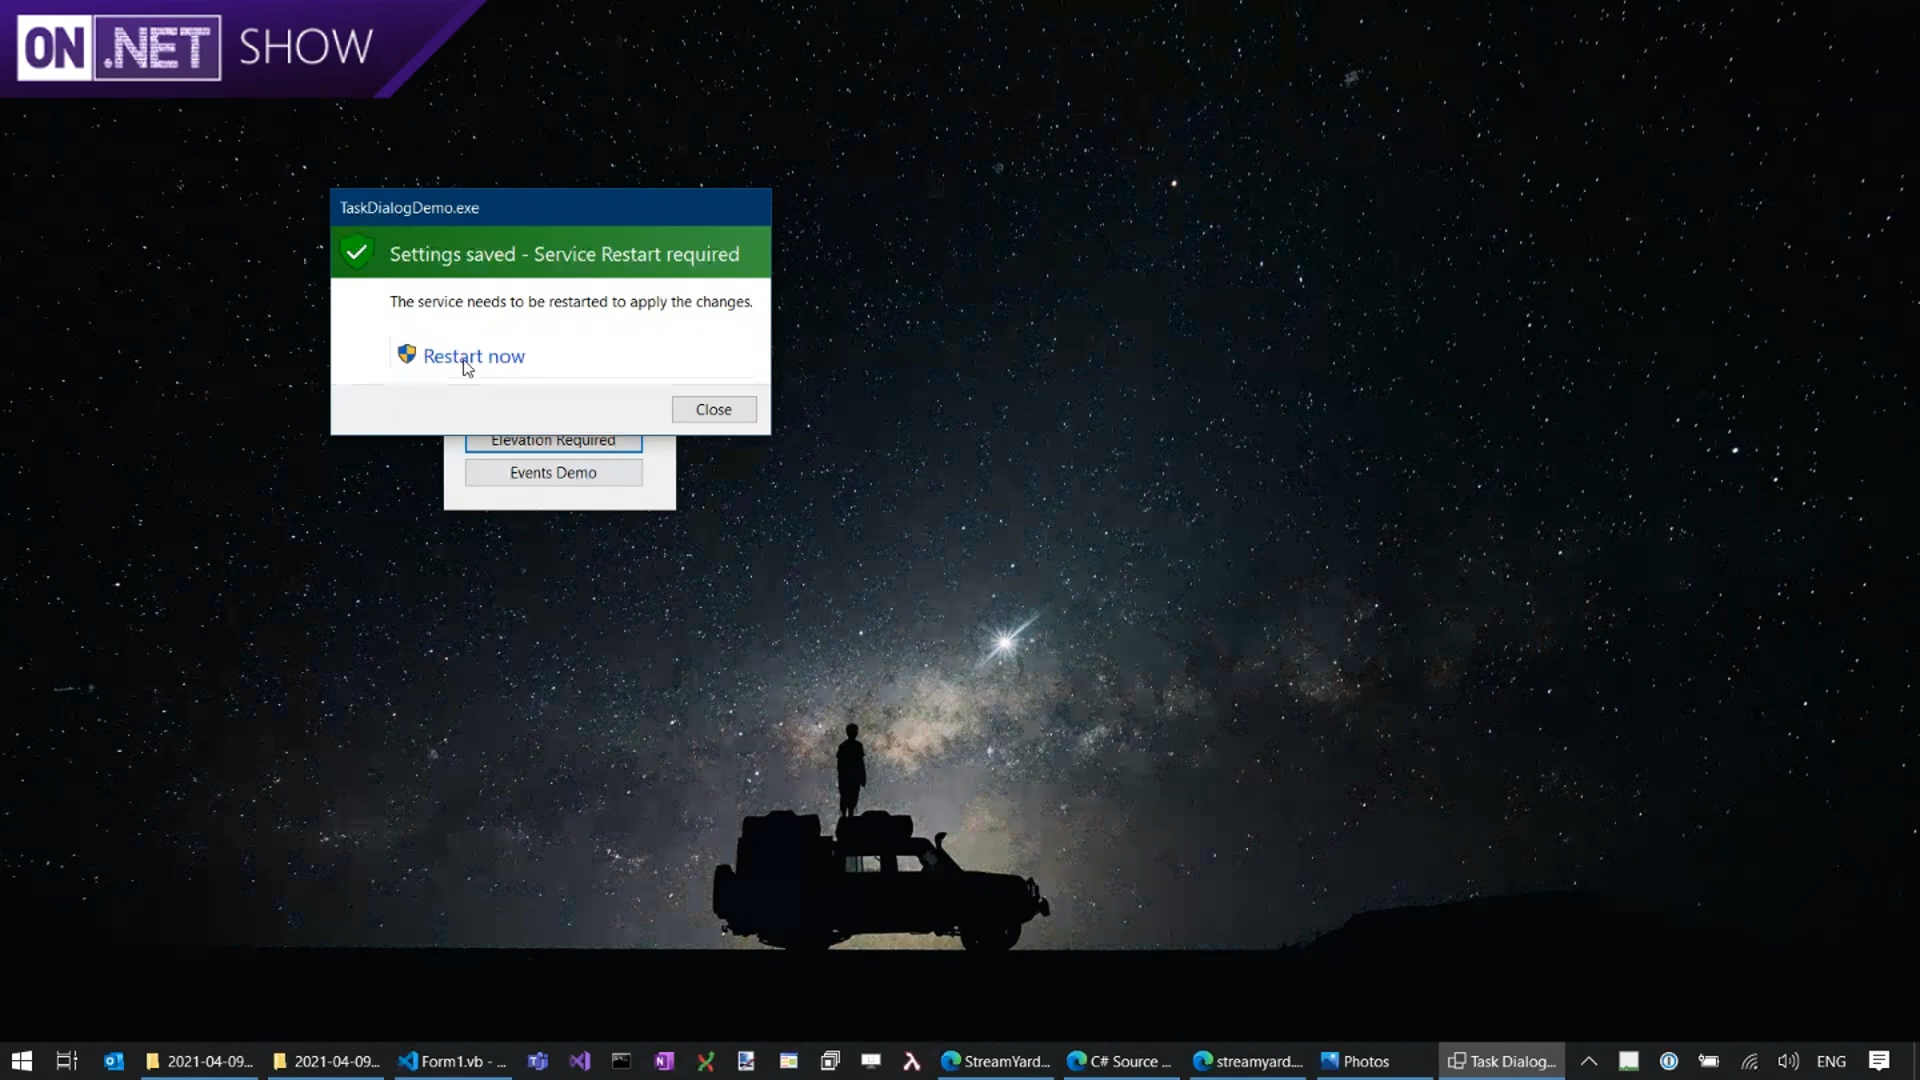 ON .NET SHOW
TaskDialogDemo.exe
Settings saved - Service Restart required
The service needs to be restarted to apply the changes.
Restart now
Close
Elevation Required
Events Demo
2021-04-09...
2021-04-09...
Form1.vb - ...
StreamYard...
C# Source ...
streamyard....
Photos
Task Dialog...
ENG